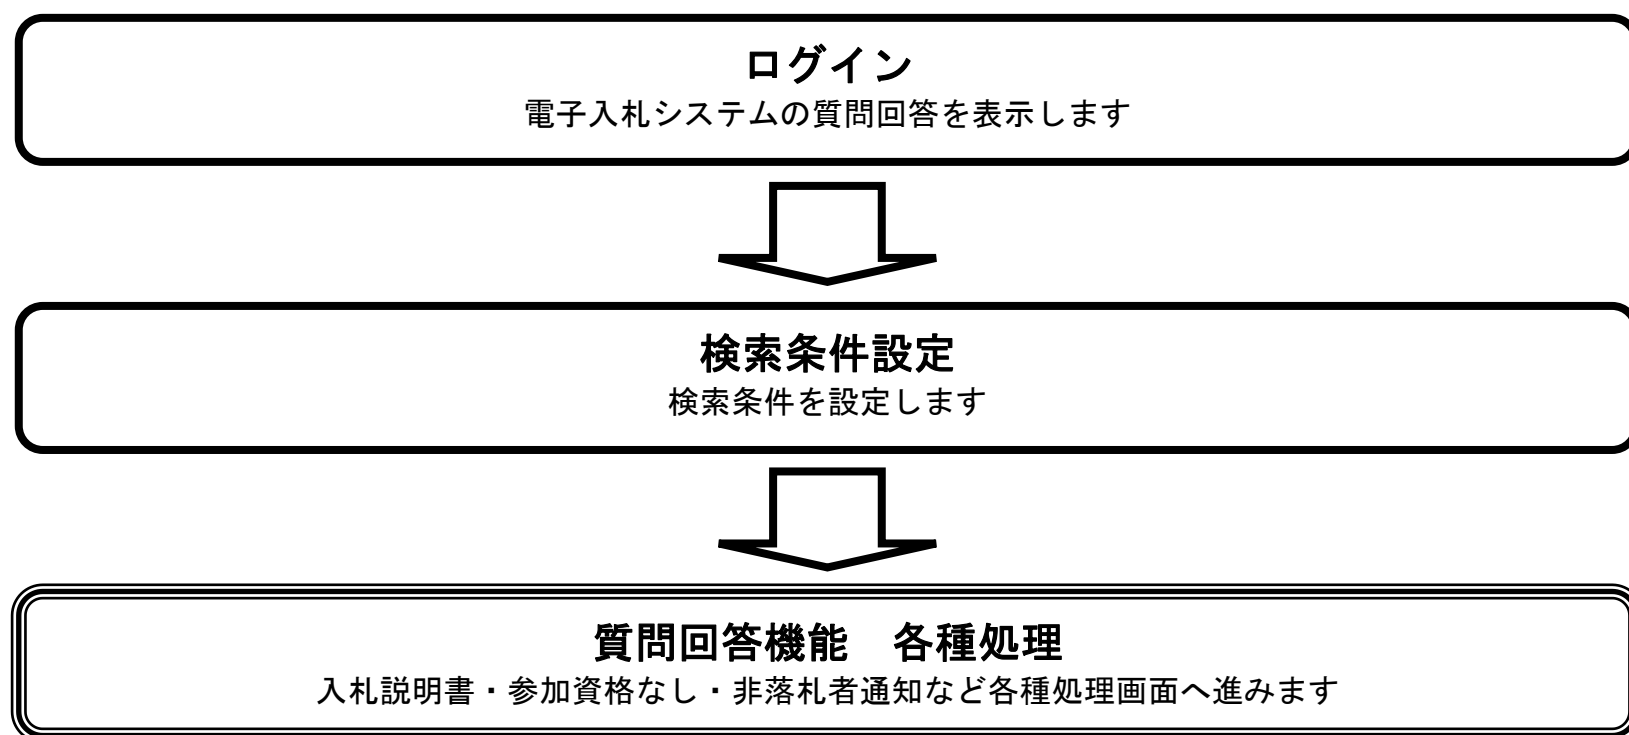 ログイン
電子入札システムの質問回答を表示します
検索条件設定
検索条件を設定します
質問回答機能　各種処理
入札説明書・参加資格なし・非落札者通知など各種処理画面へ進みます